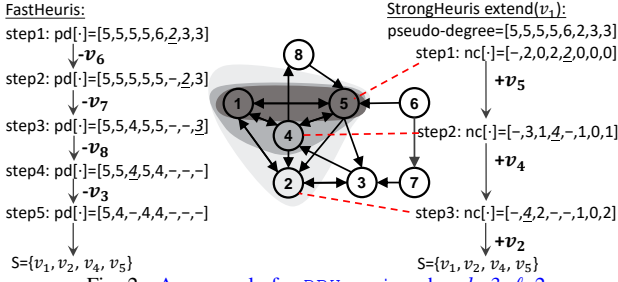 FastHeuris:
step1: pd[·]=[5,5,5,5,6,2,3,3]
-v₆
step2: pd[·]=[5,5,5,5,5,−,2,3]
-v₇
step3: pd[·]=[5,5,4,5,5,−,−,3]
-v₈
step4: pd[·]=[5,5,4,5,4,−,−,−]
-v₃
step5: pd[·]=[5,4,−,4,4,−,−,−]
S={v₁, v₂, v₄, v₅}
8
1
5
6
4
2
3
7
StrongHeuris extend(v₁):
pseudo-degree=[5,5,5,5,6,2,3,3]
step1: nc[·]=[−,2,0,2,2,0,0,0]
+v₅
step2: nc[·]=[−,3,1,4,−,1,0,1]
+v₄
step3: nc[·]=[−,4,2,−,−,1,0,2]
+v₂
S={v₁, v₂, v₄, v₅}